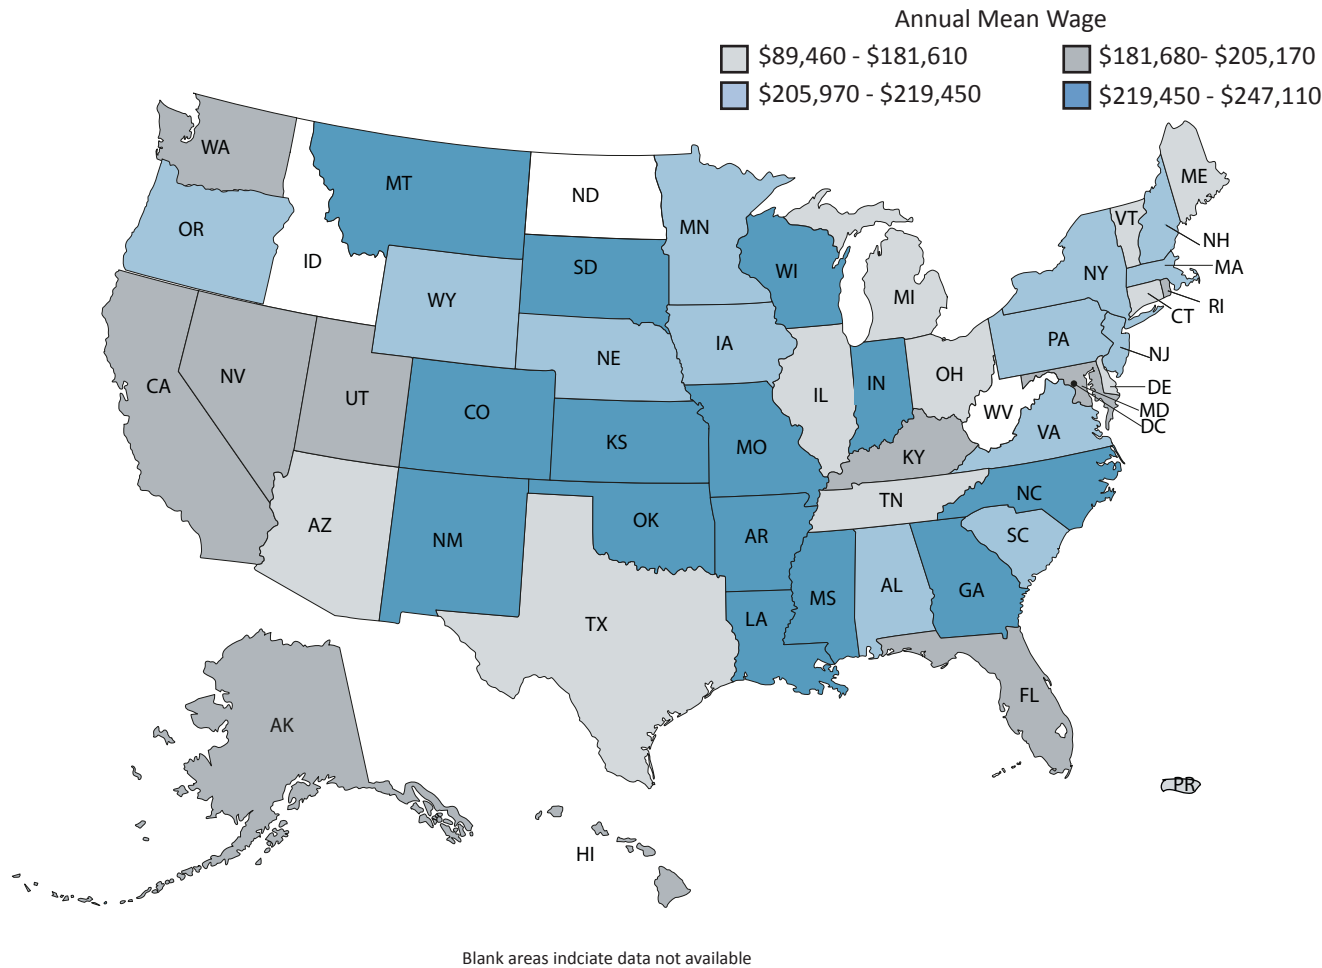 Annual Mean Wage
$89,460 - $181,610
$181,680- $205,170
$205,970 - $219,450
$219,450 - $247,110
WA
MT
ND
MN
ME
VT
NH
OR
ID
SD
WI
MI
NY
MA
WY
RI
CT
IA
PA
NJ
NE
CA
NV
UT
CO
IL
IN
OH
DE
MD
DC
WV
VA
KS
MO
KY
AZ
NM
OK
AR
TN
NC
SC
MS
AL
GA
LA
TX
FL
AK
PR
HI
Blank areas indciate data not available